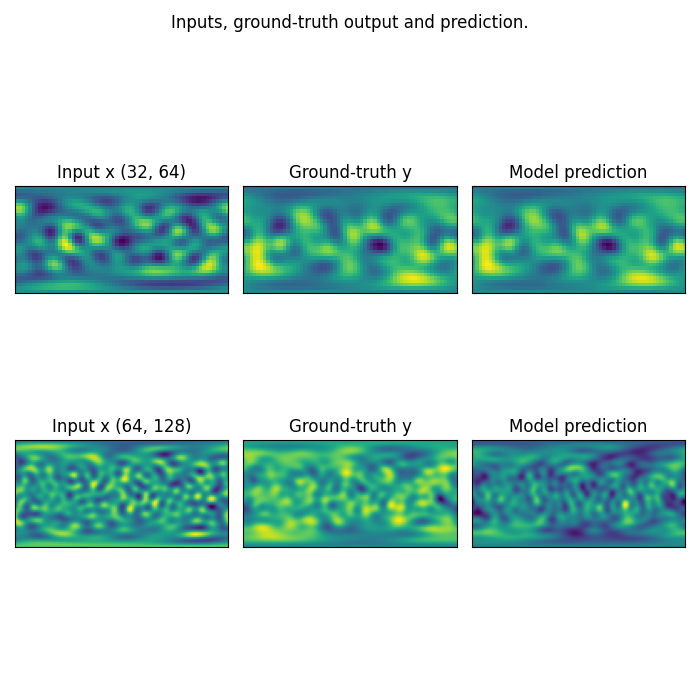 Inputs, ground-truth output and prediction.
Input x (32, 64)
Ground-truth y
Model prediction
Input x (64, 128)
Ground-truth y
Model prediction